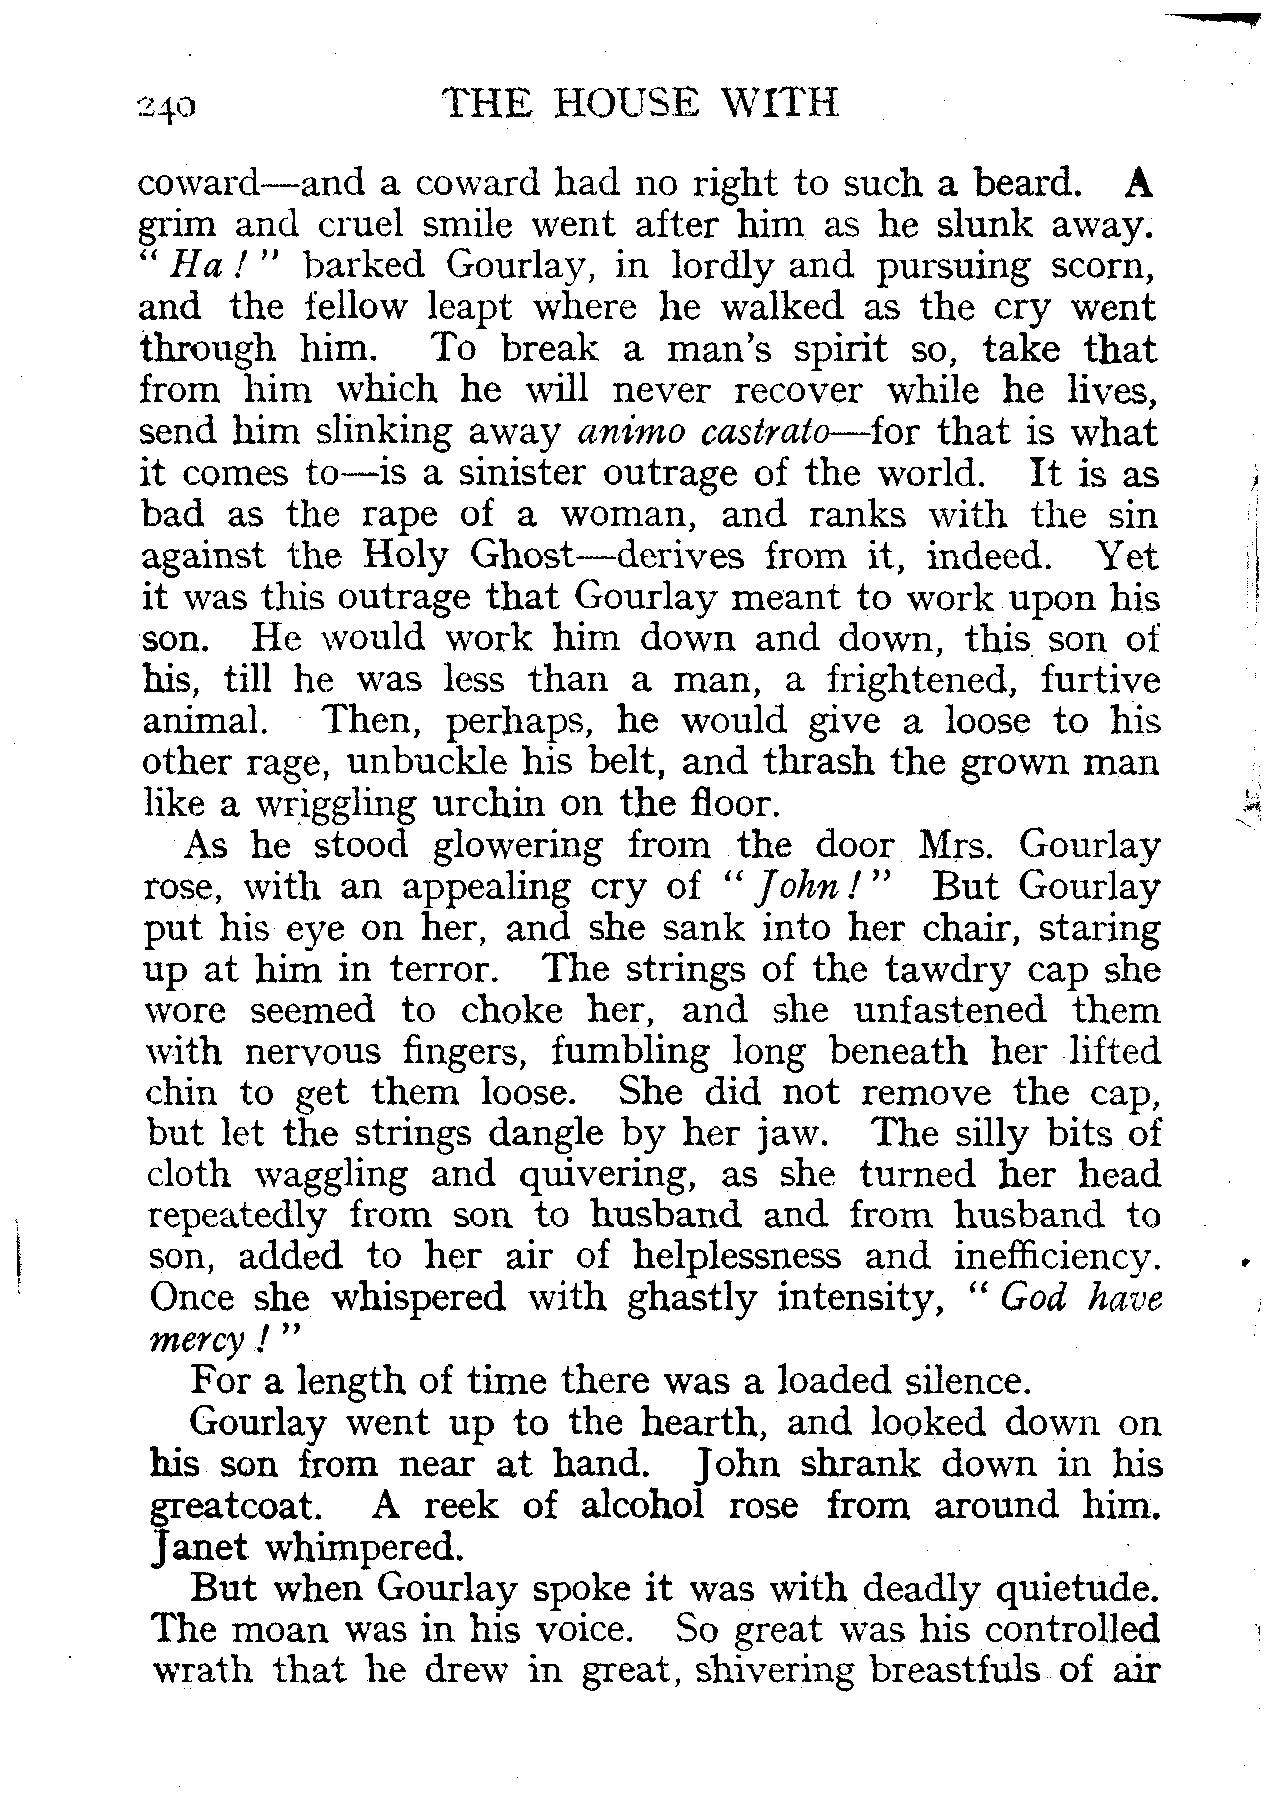 240 THE HOUSE WITH
coward—and a coward had no right to such a beard. A
grim and cruel smile went after him as he slunk away.
" Ha ! " barked Gourlay, in lordly and pursuing scorn,
and the fellow leapt where he walked as the cry went
through him. To break a man's spirit so, take that
from him which he will never recover while he lives,
send him slinking away animo castrato—for that is what
it comes to—is a sinister outrage of the world. It is as
bad as the rape of a woman, and ranks with the sin
against the Holy Ghost—derives from it, indeed. Yet
it was this outrage that Gourlay meant to work upon his
son. He would work him down and down, this son of
his, till he was less than a man, a frightened, furtive
animal. Then, perhaps, he would give a loose to his
other rage, unbuckle his belt, and thrash the grown man
like a wriggling urchin on the floor.
As he stood glowering from the door Mrs. Gourlay
rose, with an appealing cry of " John ! " But Gourlay
put his eye on her, and she sank into her chair, staring
up at him in terror. The strings of the tawdry cap she
wore seemed to choke her, and she unfastened them
with nervous fingers, fumbling long beneath her lifted
chin to get them loose. She did not remove the cap,
but let the strings dangle by her jaw. The silly bits of
cloth waggling and quivering, as she turned her head
repeatedly from son to husband and from husband to
son, added to her air of helplessness and inefficiency.
Once she whispered with ghastly intensity, " God have
mercy ! "
For a length of time there was a loaded silence.
Gourlay went up to the hearth, and looked down on
his son from near at hand. John shrank down in his
greatcoat. A reek of alcohol rose from around him.
Janet whimpered.
But when Gourlay spoke it was with deadly quietude.
The moan was in his voice. So great was his controlled
wrath that he drew in great, shivering breastfuls of air